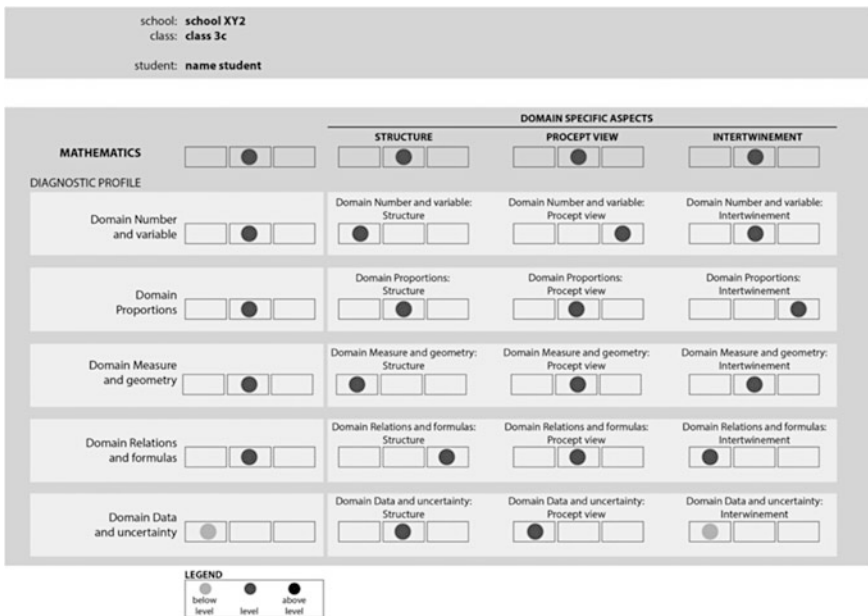 school: school XY2
class: class 3c
student: name student
DOMAIN SPECIFIC ASPECTS
STRUCTURE PROCEPT VIEW INTERTWINEMENT
MATHEMATICS
DIAGNOSTIC PROFILE
Domain Number and variable: Domain Number and variable: Domain Number and variable:
Domain Number Structure Procept view Intertwinement
and variable
Domain Proportions: Domain Proportions: Domain Proportions:
Domain Structure Procept view Intertwinement
Proportions
Domain Measure and geometry: Domain Measure and geometry: Domain Measure and geometry:
Domain Measure Structure Procept view Intertwinement
and geometry
Domain Relations and formulas: Domain Relations and formulas: Domain Relations and formulas:
Domain Relations Structure Procept view Intertwinement
and formulas
Domain Data and uncertainty: Domain Data and uncertainty: Domain Data and uncertainty:
Domain Data Structure Procept view Interwinement
and uncertainty
LEGEND
below above
level level level